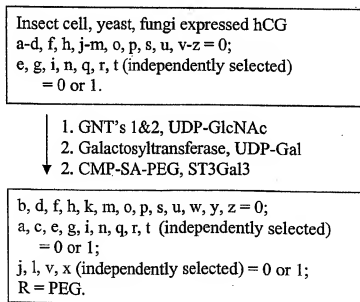 Insect cell, yeast, fungi expressed hCG
a-d, f, h, j-m, o, p, s, u, v-z = 0;
e, g, i, n, q, r, t (independently selected)
= 0 or 1.
1. GNT's 1&2, UDP-GlcNAc
2. Galactosyltransferase, UDP-Gal
2. CMP-SA-PEG, ST3Gal3
b, d, f, h, k, m, o, p, s, u, w, y, z = 0;
a, c, e, g, i, n, q, r, t (independently selected)
= 0 or 1;
j, l, v, x (independently selected) = 0 or 1;
R = PEG.